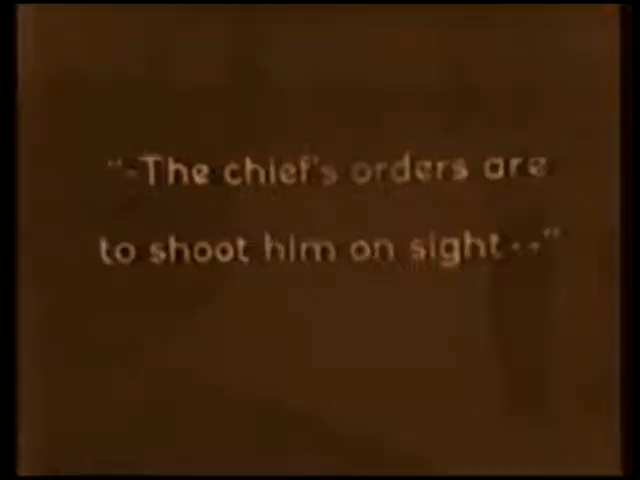 "-The chief's orders are
to shoot him on sight--"